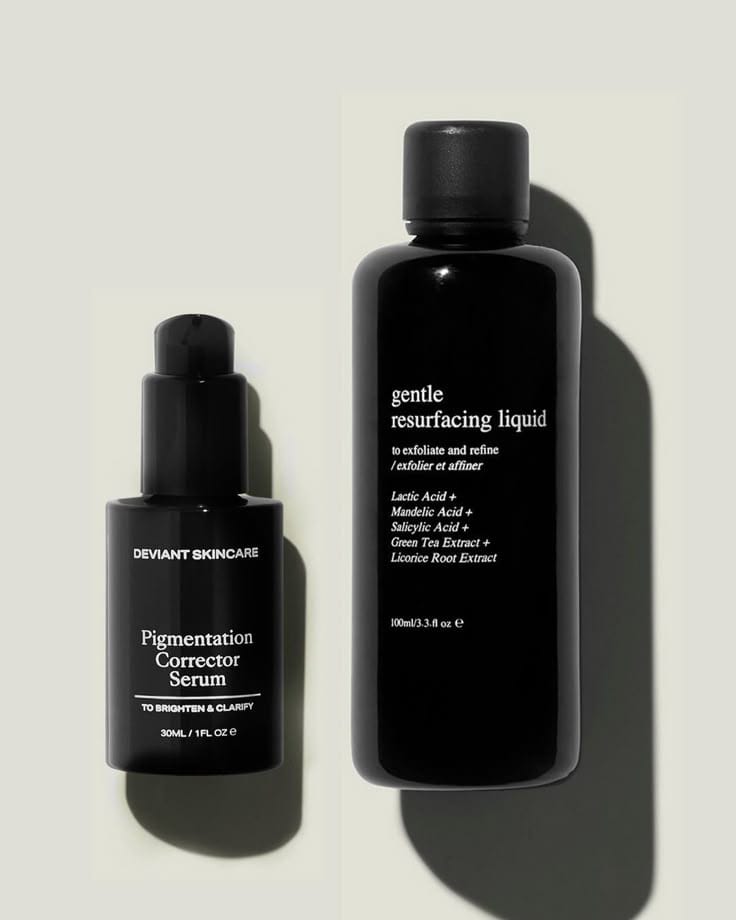 DEVIANT SKINCARE
Pigmentation
Corrector
Serum
TO BRIGHTEN & CLARIFY
30ML / 1FL OZ ℮
gentle
resurfacing liquid
to exfoliate and refine
/ exfolier et affiner
Lactic Acid +
Mandelic Acid +
Salicylic Acid +
Green Tea Extract +
Licorice Root Extract
100ml/3.3.fl oz ℮